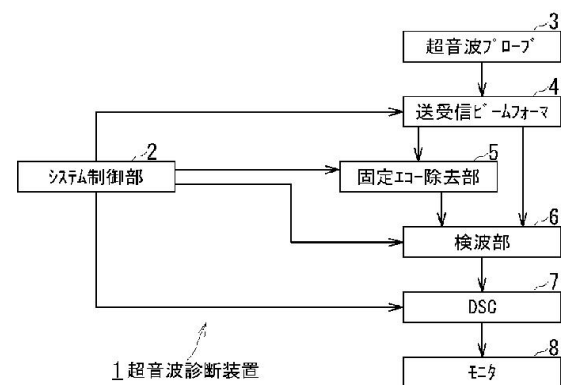 3
超音波ﾌﾟﾛｰﾌﾞ
4
送受信ﾋﾞｰﾑﾌｫｰﾏ
2
ｼｽﾃﾑ制御部
5
固定ｴｺｰ除去部
6
検波部
7
DSC
8
ﾓﾆﾀ
1 超音波診断装置